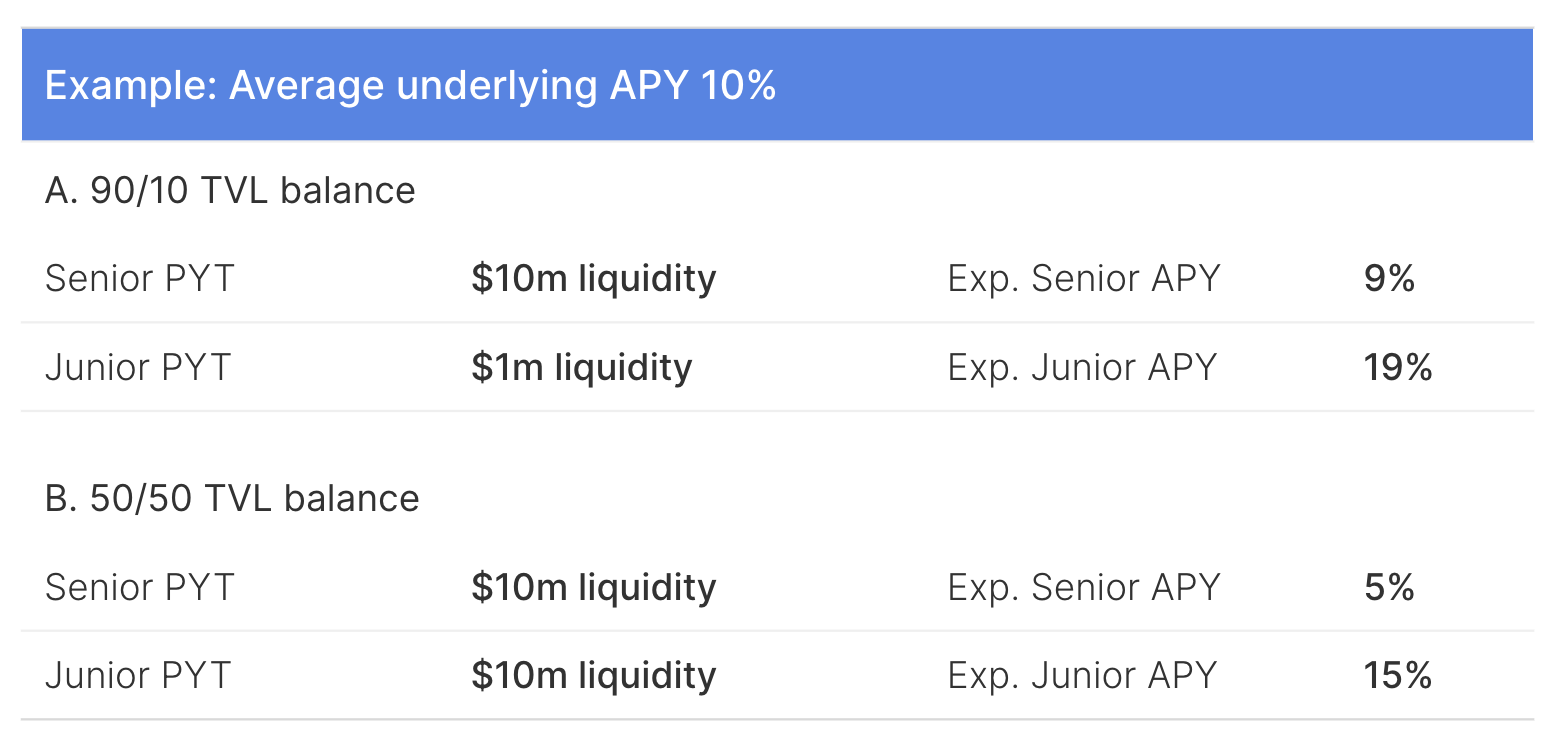 Example: Average underlying APY 10%
A. 90/10 TVL balance
Senior PYT $10m liquidity Exp. Senior APY 9%
Junior PYT $1m liquidity Exp. Junior APY 19%
B. 50/50 TVL balance
Senior PYT $10m liquidity Exp. Senior APY 5%
Junior PYT $10m liquidity Exp. Junior APY 15%